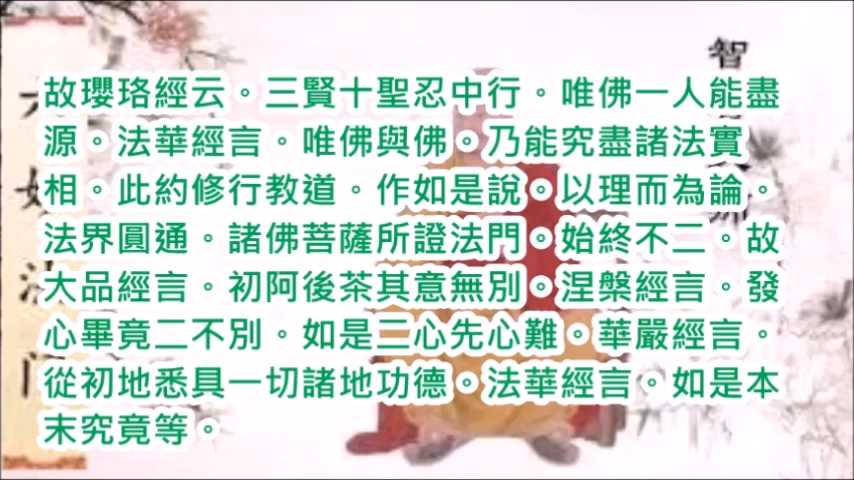 故瓔珞經云。三賢十聖忍中行。唯佛一人能盡
源。法華經言。唯佛與佛。乃能究盡諸法實
相。此約修行教道。作如是說。以理而為論。
法界圓通。諸佛菩薩所證法門。始終不二。故
大品經言。初阿後茶其意無別。涅槃經言。發
心畢竟二不別。如是二心先心難。華嚴經言。
從初地悉具一切諸地功德。法華經言。如是本
末究竟等。
智